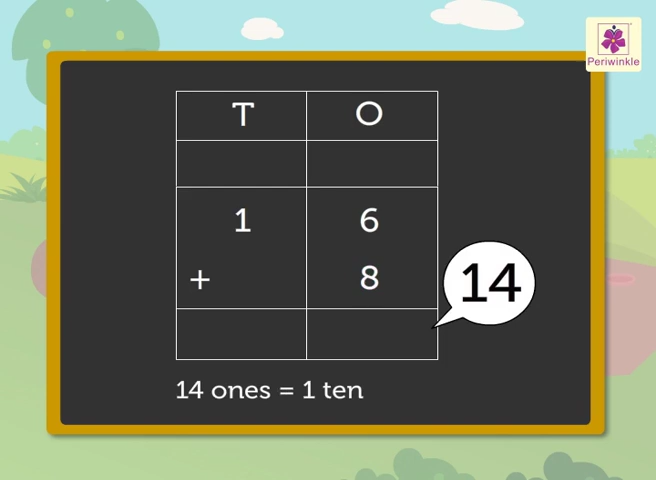 Periwinkle
T O
1 6
+ 8
14
14 ones = 1 ten